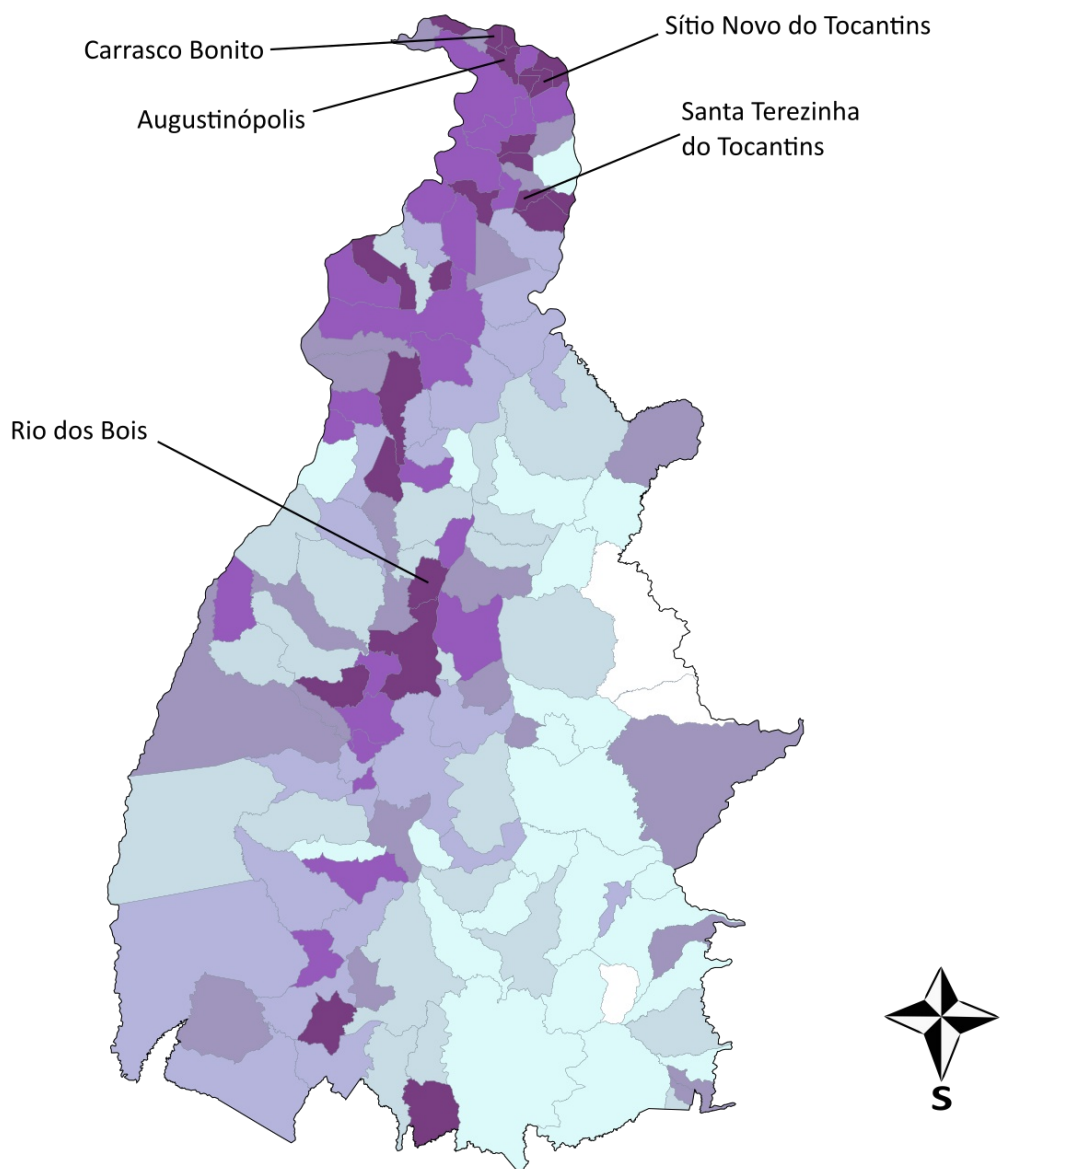 Sítio Novo do Tocantins
Carrasco Bonito
Augustinópolis
Santa Terezinha
do Tocantins
Rio dos Bois
S